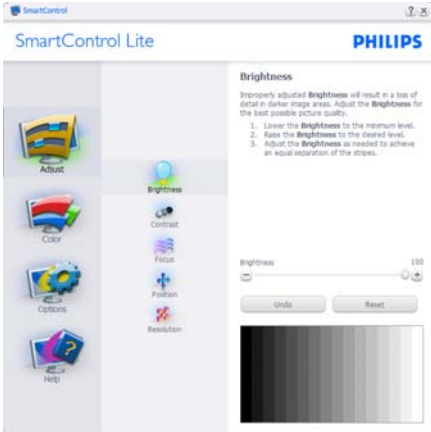 SmartControl
SmartControl Lite
PHILIPS
Adjust
Color
Options
Help
Brightness
Contrast
Focus
Position
Resolution
Brightness
Improperly adjusted Brightness will result in a loss of
detail in darker image areas. Adjust the Brightness for
the best possible picture quality.
1. Lower the Brightness to the minimum level.
2. Raise the Brightness to the desired level.
3. Adjust the Brightness as needed to achieve
an equal separation of the stripes.
Brightness 100
Undo Reset